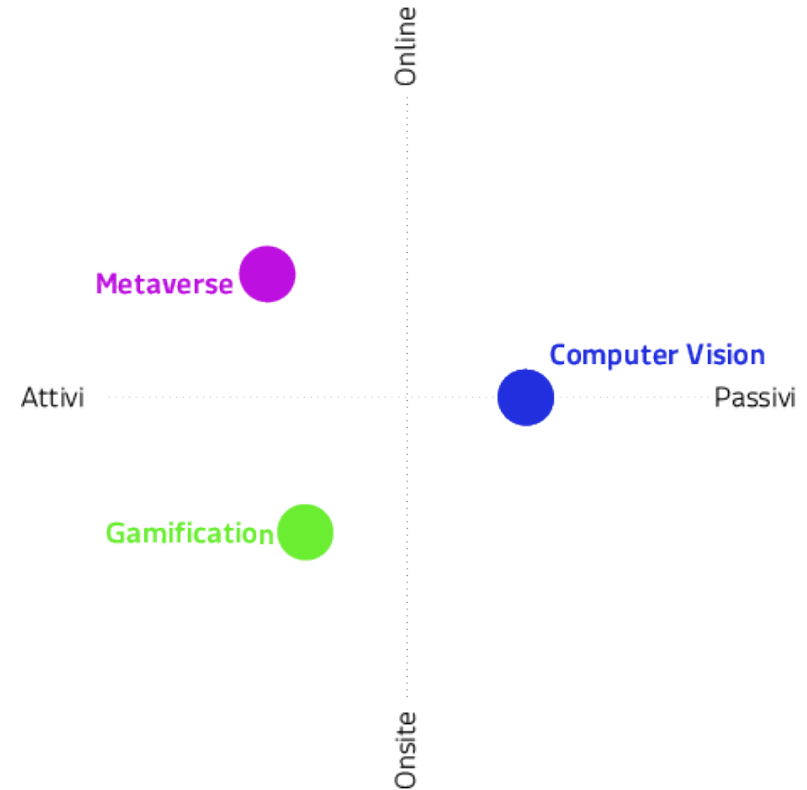 Online
Metaverse
Computer Vision
Attivi
Passivi
Gamification
Onsite